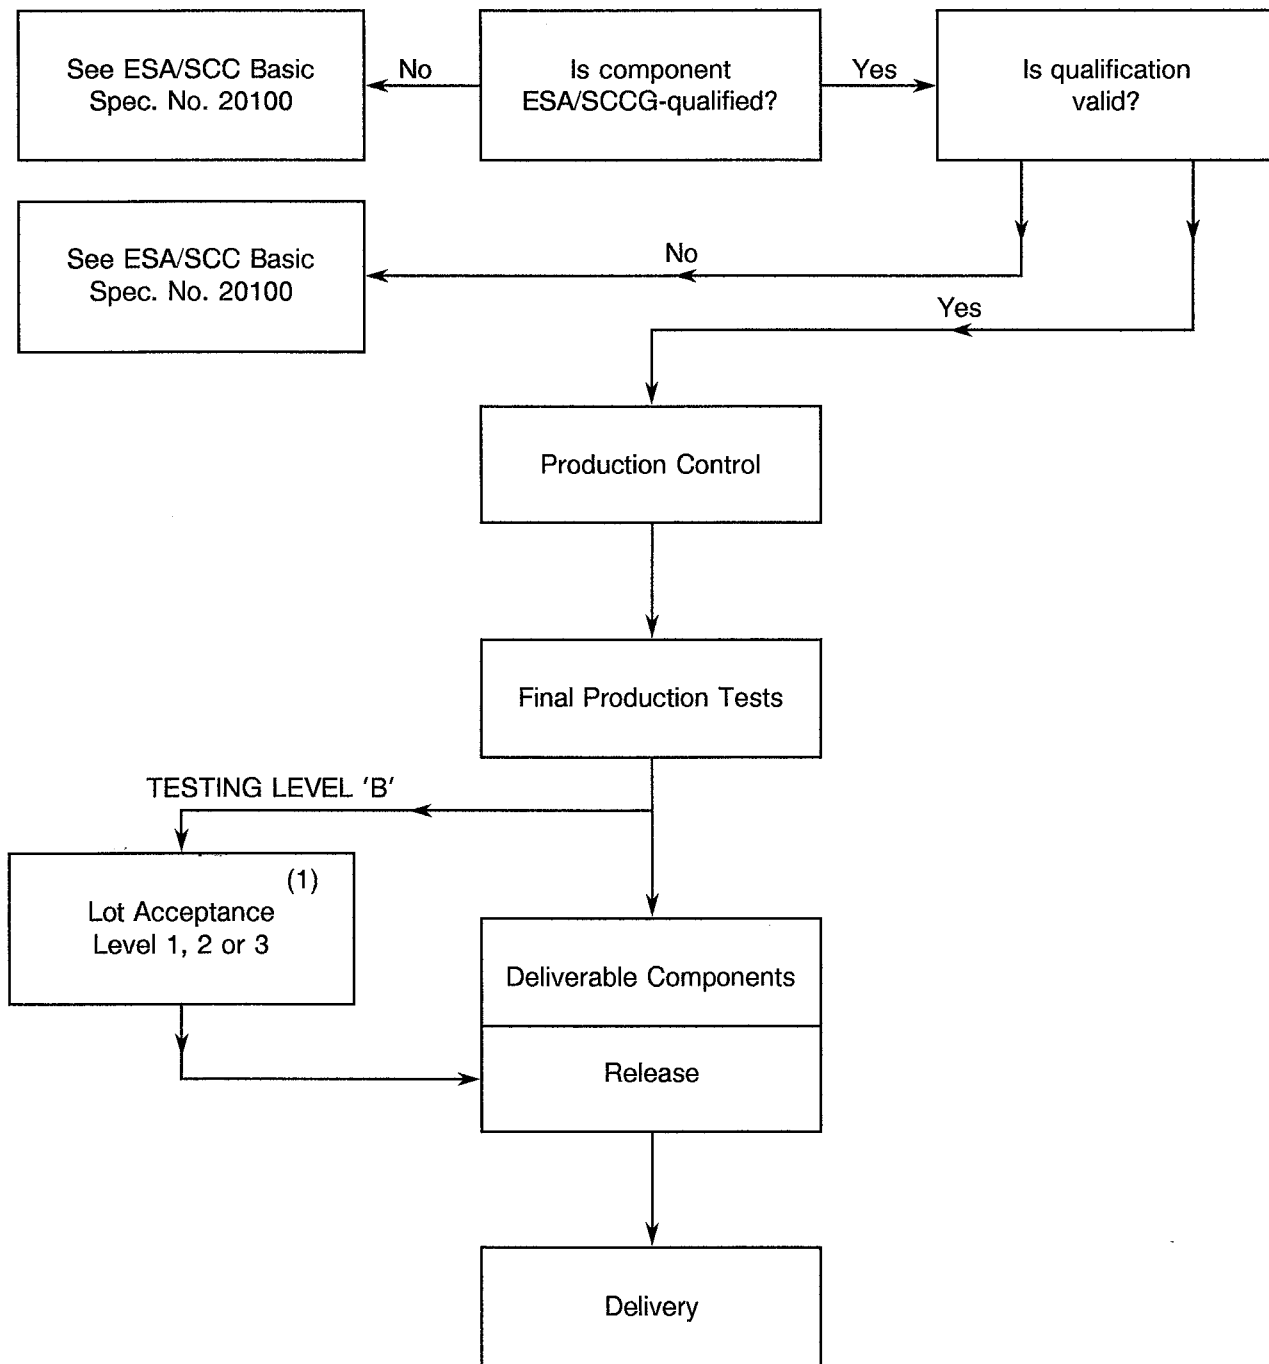 See ESA/SCC Basic
Spec. No. 20100
No
Is component
ESA/SCCG-qualified?
Yes
Is qualification
valid?
See ESA/SCC Basic
Spec. No. 20100
No
Yes
Production Control
Final Production Tests
TESTING LEVEL 'B'
(1)
Lot Acceptance
Level 1, 2 or 3
Deliverable Components
Release
Delivery